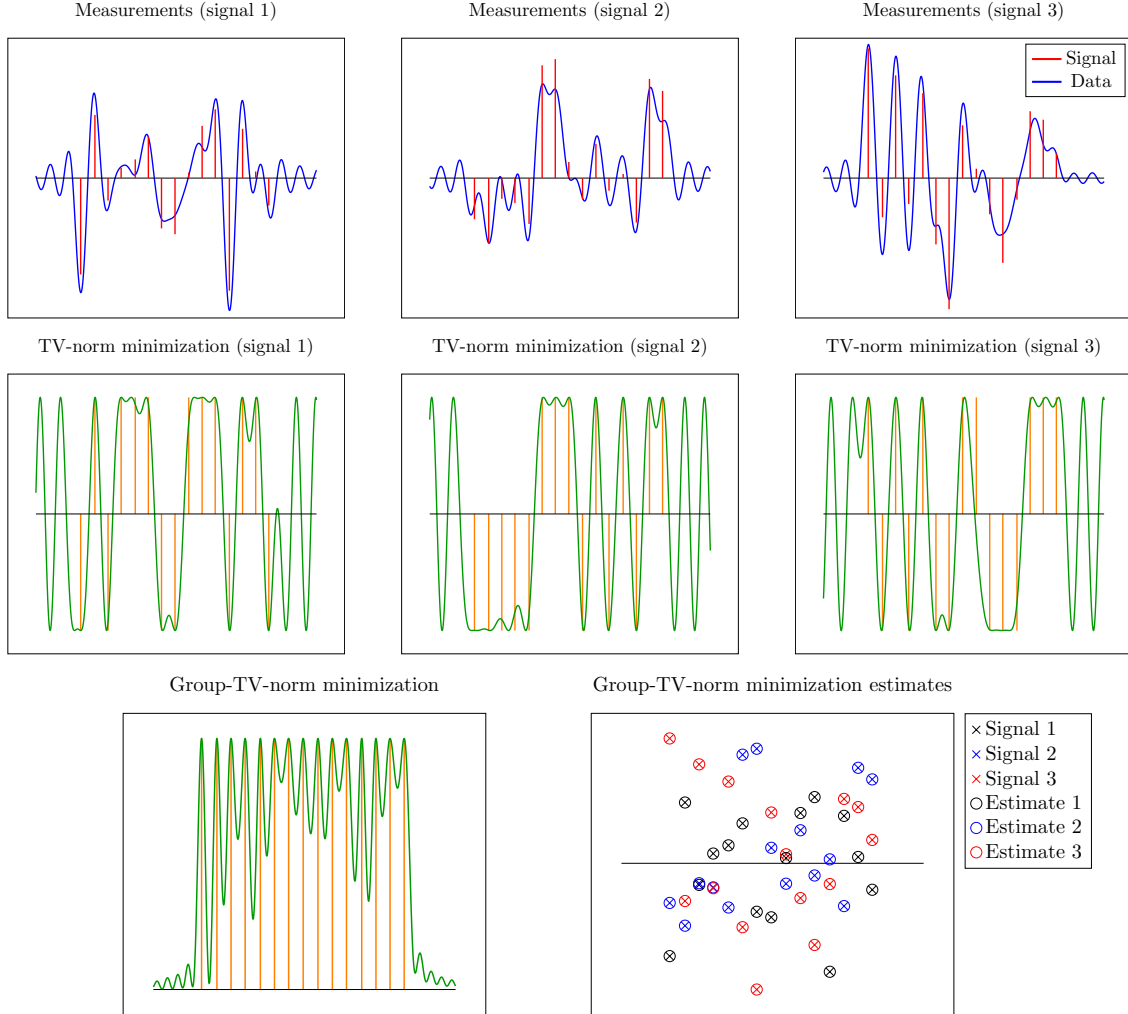 Measurements (signal 1)
Measurements (signal 2)
Measurements (signal 3)
Signal
Data
TV-norm minimization (signal 1)
TV-norm minimization (signal 2)
TV-norm minimization (signal 3)
Group-TV-norm minimization
Group-TV-norm minimization estimates
Signal 1
Signal 2
Signal 3
Estimate 1
Estimate 2
Estimate 3